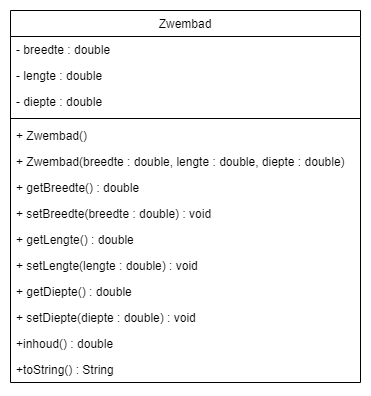 Zwembad
- breedte : double
- lengte : double
- diepte : double
+ Zwembad()
+ Zwembad(breedte : double, lengte : double, diepte : double)
+ getBreedte() : double
+ setBreedte(breedte : double) : void
+ getLengte() : double
+ setLengte(lengte : double) : void
+ getDiepte() : double
+ setDiepte(diepte : double) : void
+inhoud() : double
+toString() : String